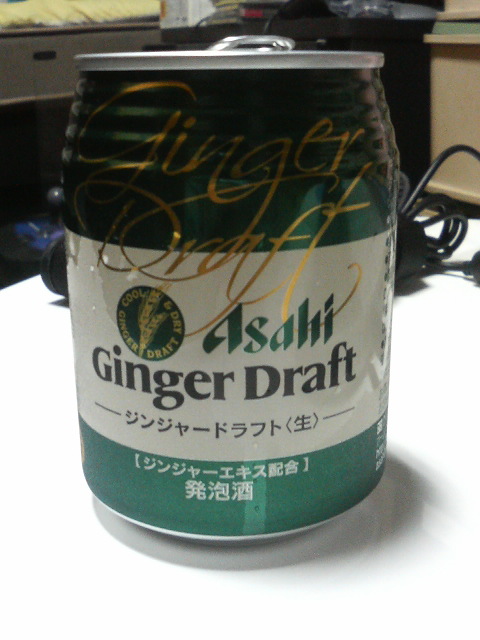 Ginger
Draft
COOL & DRY
GINGER DRAFT
Asahi
Ginger Draft
ジンジャードラフト〈生〉
【ジンジャーエキス配合】
発泡酒